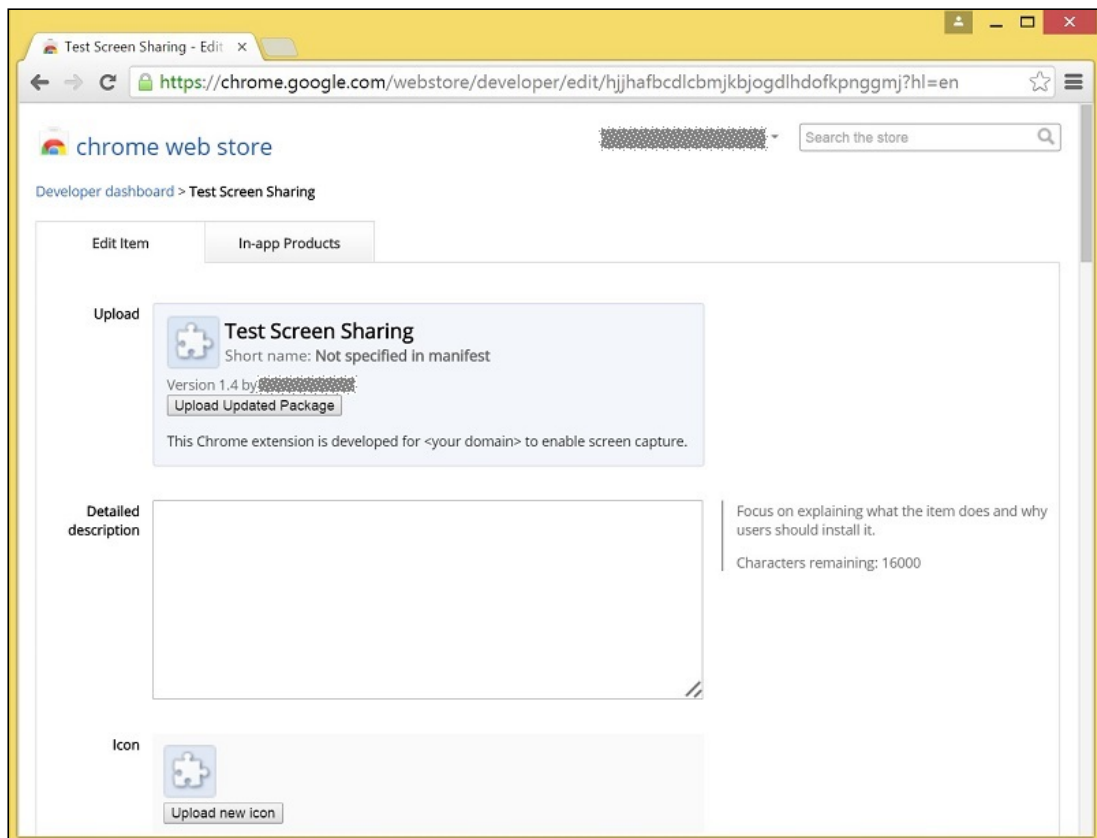 Test Screen Sharing - Edit
https://chrome.google.com/webstore/developer/edit/hjjhafbcdlcbmjkbjogdlhdofkpnggmj?hl=en
chrome web store
Search the store
Developer dashboard > Test Screen Sharing
Edit Item
In-app Products
Upload
Test Screen Sharing
Short name: Not specified in manifest
Version 1.4 by
Upload Updated Package
This Chrome extension is developed for <your domain> to enable screen capture.
Detailed
description
Focus on explaining what the item does and why
users should install it.
Characters remaining: 16000
Icon
Upload new icon